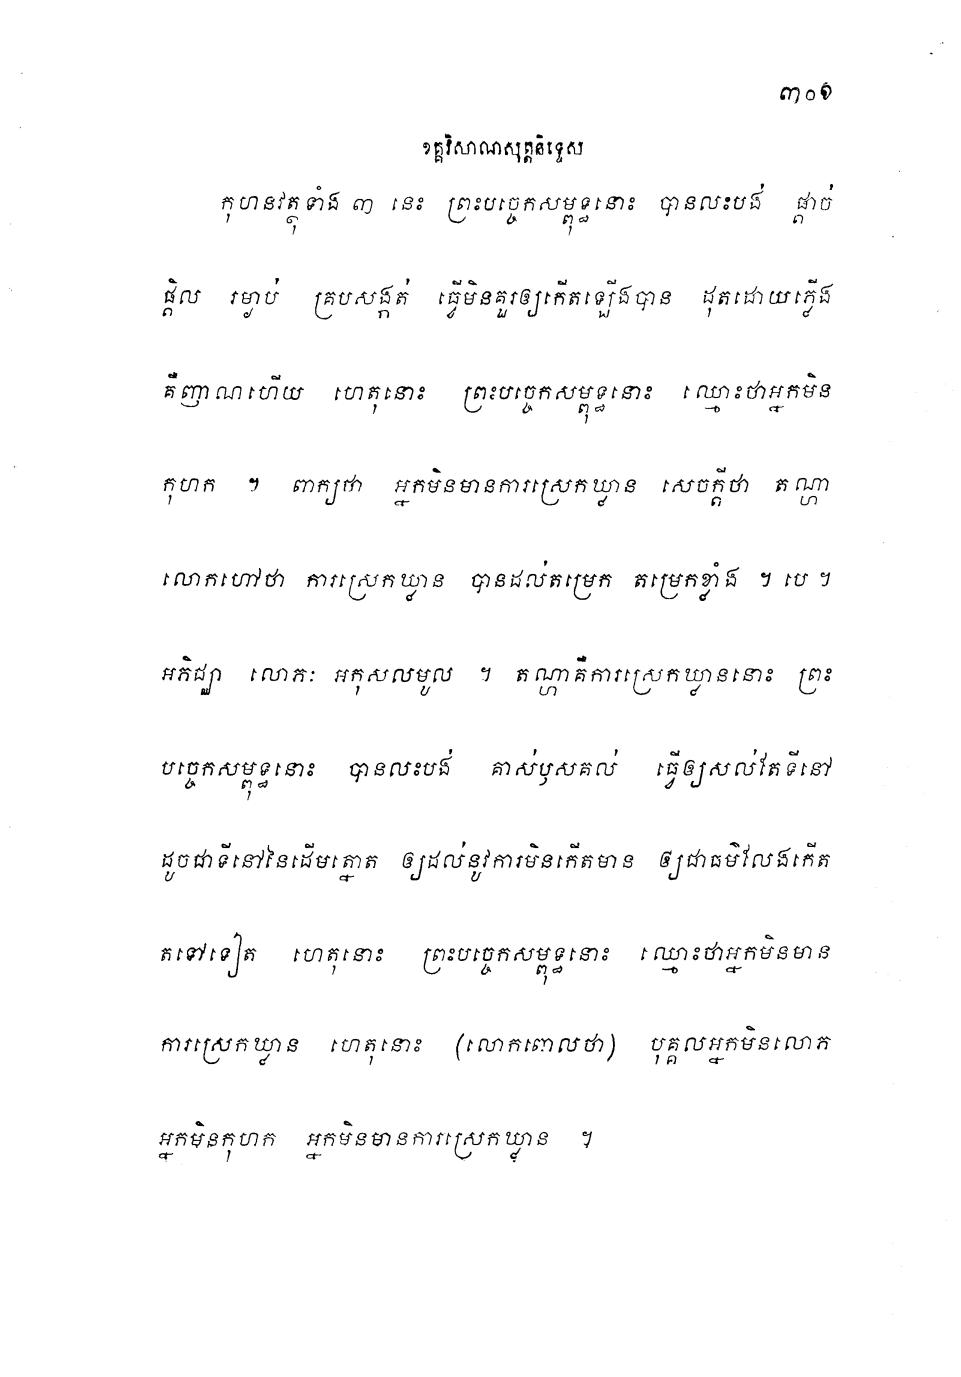 ៣០១
ខគ្គវិសាណសុត្តនិទ្ទេស
កុហនវត្ថុទាំង ៣ នេះ ព្រះបច្ចេកសម្ពុទ្ធនោះ បានលះបង់ ផ្តាច់
ផ្តិល រម្ងាប់ គ្របសង្កត់ ធ្វើមិនគួរឲ្យកើតឡើងបាន ដុតដោយភ្លើង
គឺញាណហើយ ហេតុនោះ ព្រះបច្ចេកសម្ពុទ្ធនោះ ឈ្មោះថាអ្នកមិន
កុហក ។ ពាក្យថា អ្នកមិនមានការស្រេកឃ្លាន សេចក្តីថា តណ្ហា
លោកហៅថា ការស្រេកឃ្លាន បានដល់តម្រេក តម្រេកខ្លាំង ។ បេ ។
អភិជ្ឈា លោភៈ អកុសលមូល ។ តណ្ហាគឺការស្រេកឃ្លាននោះ ព្រះ
បច្ចេកសម្ពុទ្ធនោះ បានលះបង់ គាស់ឫសគល់ ធ្វើឲ្យសល់តែទីនៅ
ដូចជាទីនៅនៃដើមត្នោត ឲ្យដល់នូវការមិនកើតមាន ឲ្យជាធម៌លែងកើត
តទៅទៀត ហេតុនោះ ព្រះបច្ចេកសម្ពុទ្ធនោះ ឈ្មោះថាអ្នកមិនមាន
ការស្រេកឃ្លាន ហេតុនោះ (លោកពោលថា) បុគ្គលអ្នកមិនលោភ
អ្នកមិនកុហក អ្នកមិនមានការស្រេកឃ្លាន ។